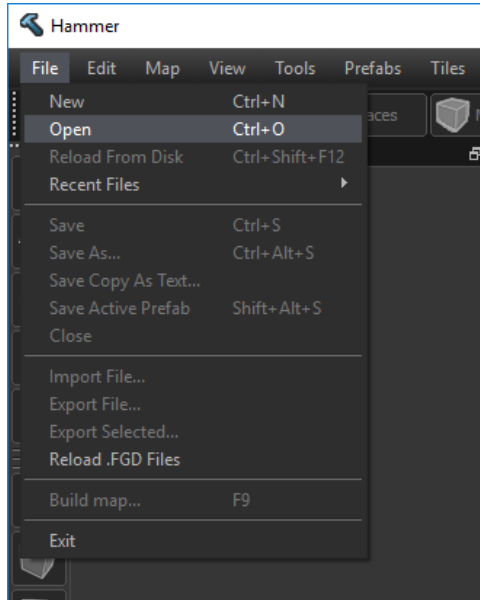 Hammer
File Edit Map View Tools Prefabs Tiles
New Ctrl+N
Open Ctrl+O
Reload From Disk Ctrl+Shift+F12
Recent Files
Save Ctrl+S
Save As... Ctrl+Alt+S
Save Copy As Text...
Save Active Prefab Shift+Alt+S
Close
Import File...
Export File...
Export Selected...
Reload .FGD Files
Build map... F9
Exit